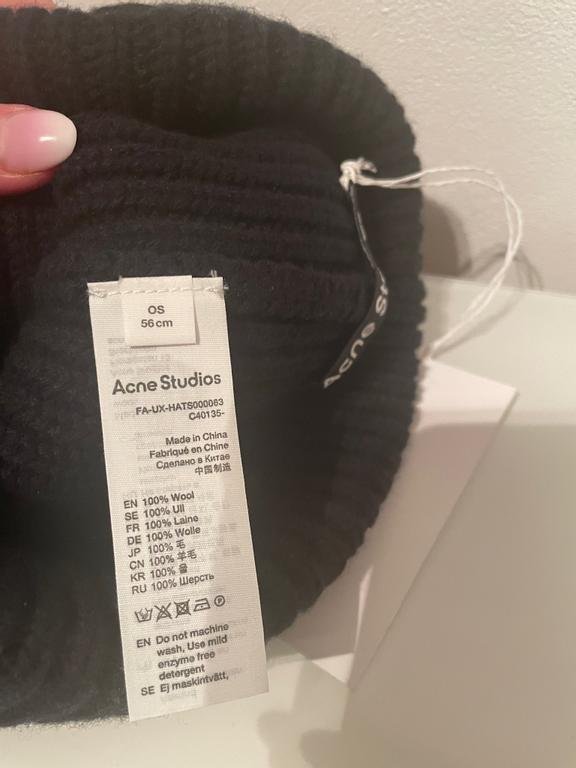 OS
56cm
Acne Studios
FA-UX-HATS000063
C40135-
Made in China
Fabriqué en Chine
Сделано в Китае
中国制造
EN 100% Wool
SE 100% Ull
FR 100% Laine
DE 100% Wolle
JP 100% 毛
CN 100% 羊毛
KR 100% 울
RU 100% Шерсть
EN Do not machine
wash, Use mild
enzyme free
detergent
SE Ej maskintvätt,
Acne